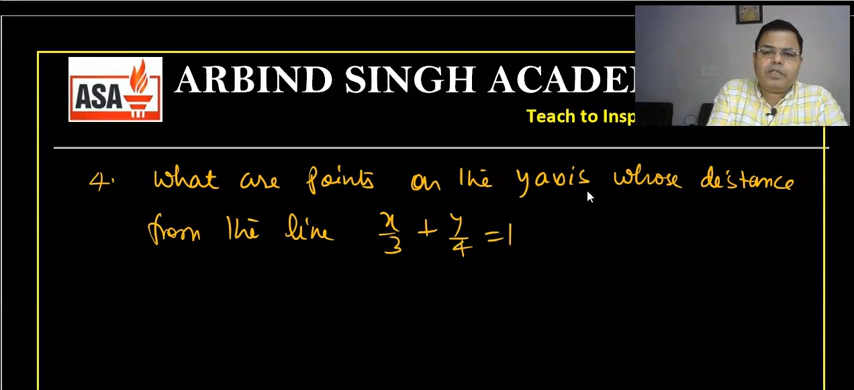 ASA
ARBIND SINGH ACADE
Teach to Insp
4. What are points on the y axis whose distance
from the line x/3 + y/4 = 1